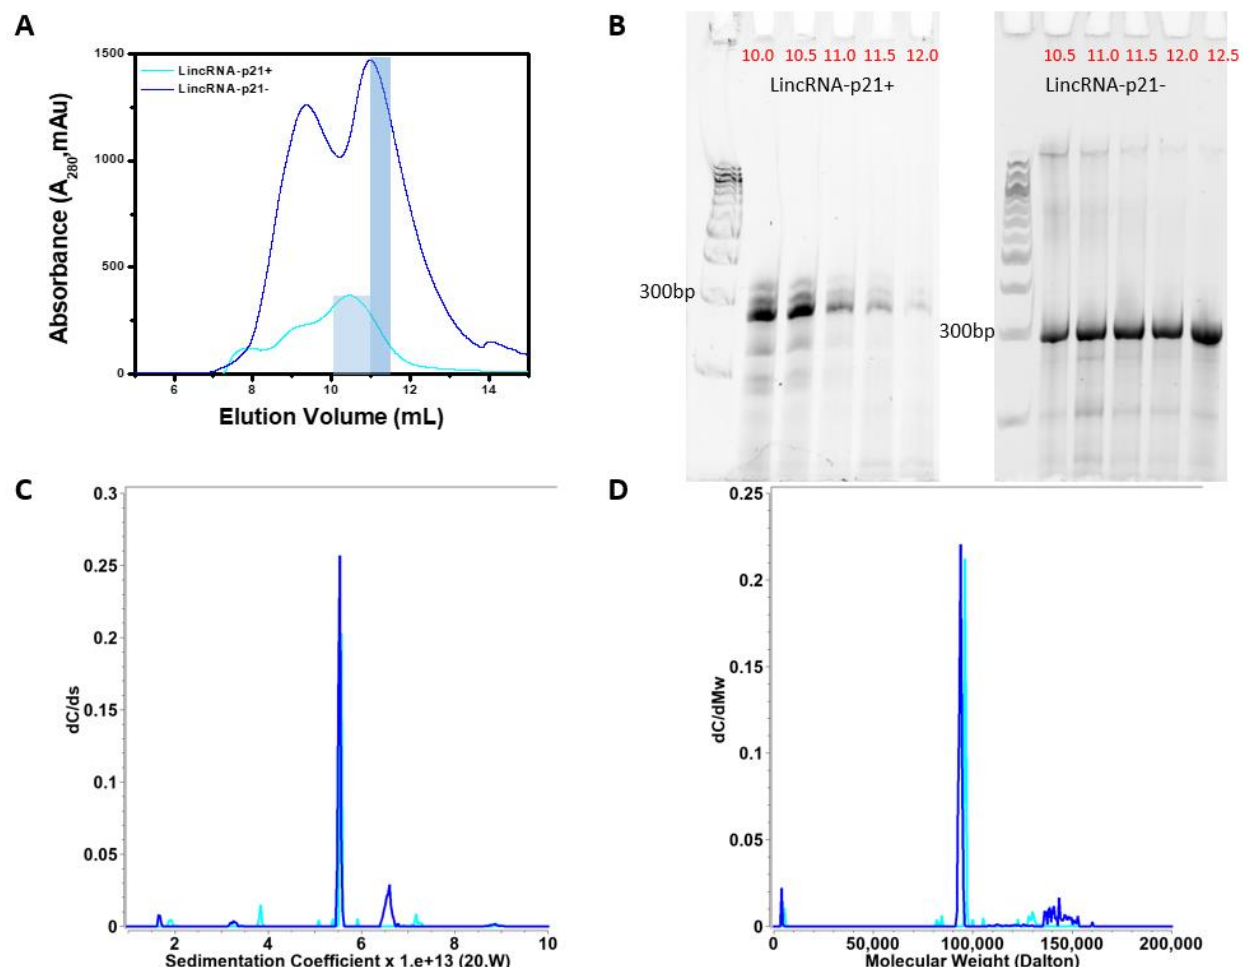 A
1500
1000
500
0
6
8
10
12
14
LincRNA-p21+
LincRNA-p21-
Absorbance (A280,mAu)
Elution Volume (mL)
B
10.0 10.5 11.0 11.5 12.0
LincRNA-p21+
300bp
10.5 11.0 11.5 12.0 12.5
LincRNA-p21-
300bp
C
0.3
0.25
0.2
0.15
0.1
0.05
0
dC/ds
2 4 6 8 10
Sedimentation Coefficient x 1.e+13 (20,W)
D
0.25
0.2
0.15
0.1
0.05
0
dC/dMw
0 50,000 100,000 150,000 200,000
Molecular Weight (Dalton)